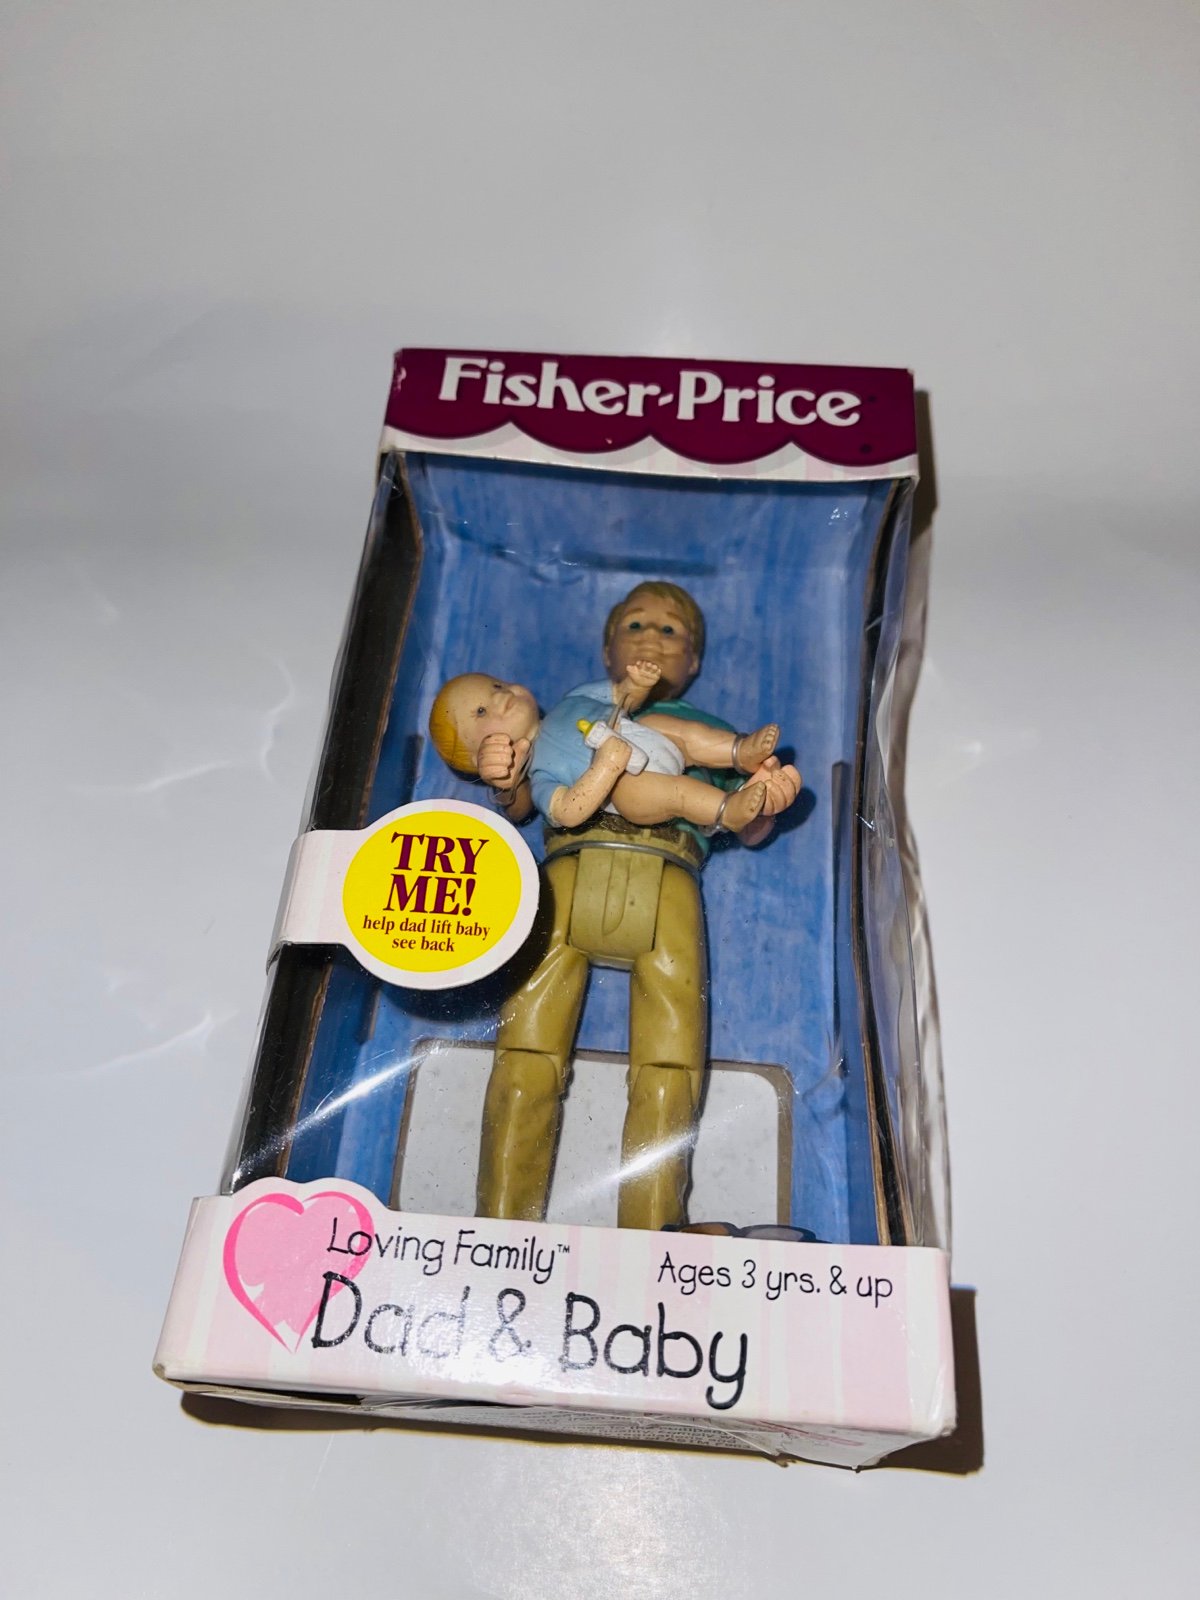 Fisher-Price
TRY
ME!
help dad lift baby
see back
Loving Family™
Ages 3 yrs. & up
Dad & Baby